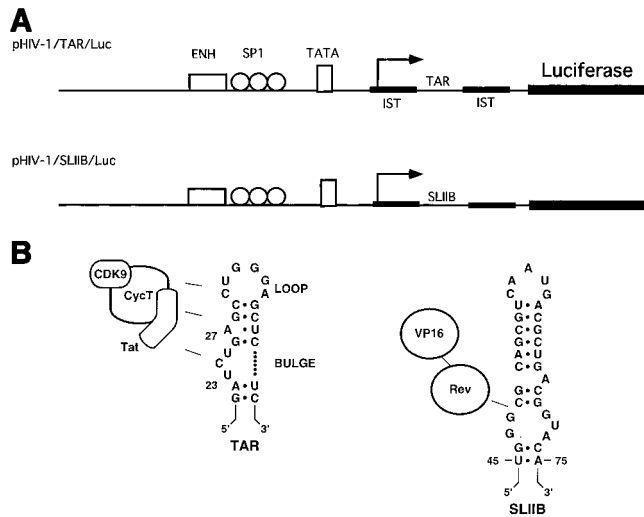 A
pHIV-1/TAR/Luc
ENH SP1 TATA
Luciferase
TAR
IST IST
pHIV-1/SLIIB/Luc
SLIIB
B
CDK9
CycT
Tat
G G
U G
C A
LOOP
C G
G C
A U
27 G C
U
C
U
BULGE
23 A U
G C
5' 3'
TAR
VP16
Rev
A
A U
C G
U A
G C
C G
G C
A U
C G
G A
C G
G G
G U
G A
45 U A 75
C
5' 3'
SLIIB